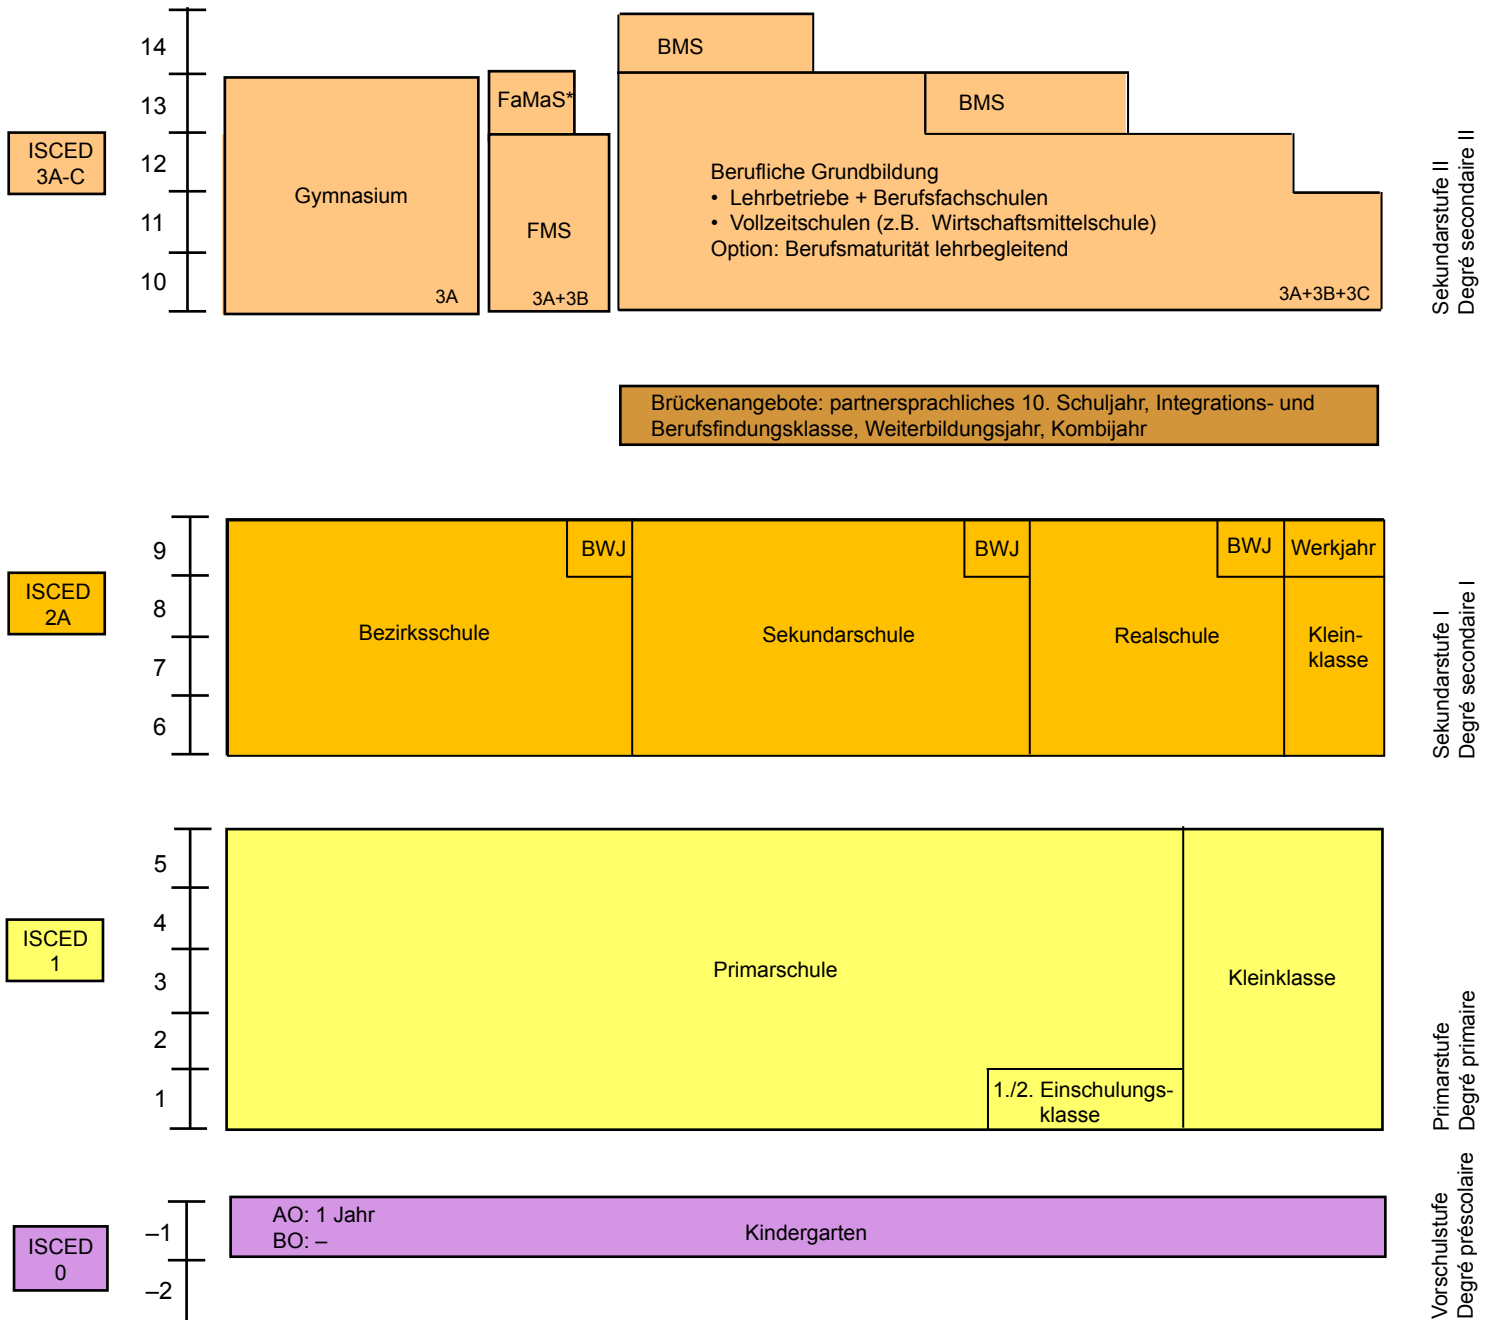 14
BMS
13
FaMaS*
BMS
ISCED
3A-C
12
11
10
Gymnasium
3A
FMS
3A+3B
Berufliche Grundbildung
• Lehrbetriebe + Berufsfachschulen
• Vollzeitschulen (z.B. Wirtschaftsmittelschule)
Option: Berufsmaturität lehrbegleitend
3A+3B+3C
Sekundarstufe II
Degré secondaire II
Brückenangebote: partnersprachliches 10. Schuljahr, Integrations- und
Berufsfindungsklasse, Weiterbildungsjahr, Kombijahr
ISCED
2A
9
8
7
6
BWJ
BWJ
BWJ
Werkjahr
Bezirksschule
Sekundarschule
Realschule
Klein-
klasse
Sekundarstufe I
Degré secondaire I
ISCED
1
5
4
3
2
1
Primarschule
Kleinklasse
1./2. Einschulungs-
klasse
Primarstufe
Degré primaire
ISCED
0
–1
–2
AO: 1 Jahr
BO: –
Kindergarten
Vorschulstufe
Degré préscolaire